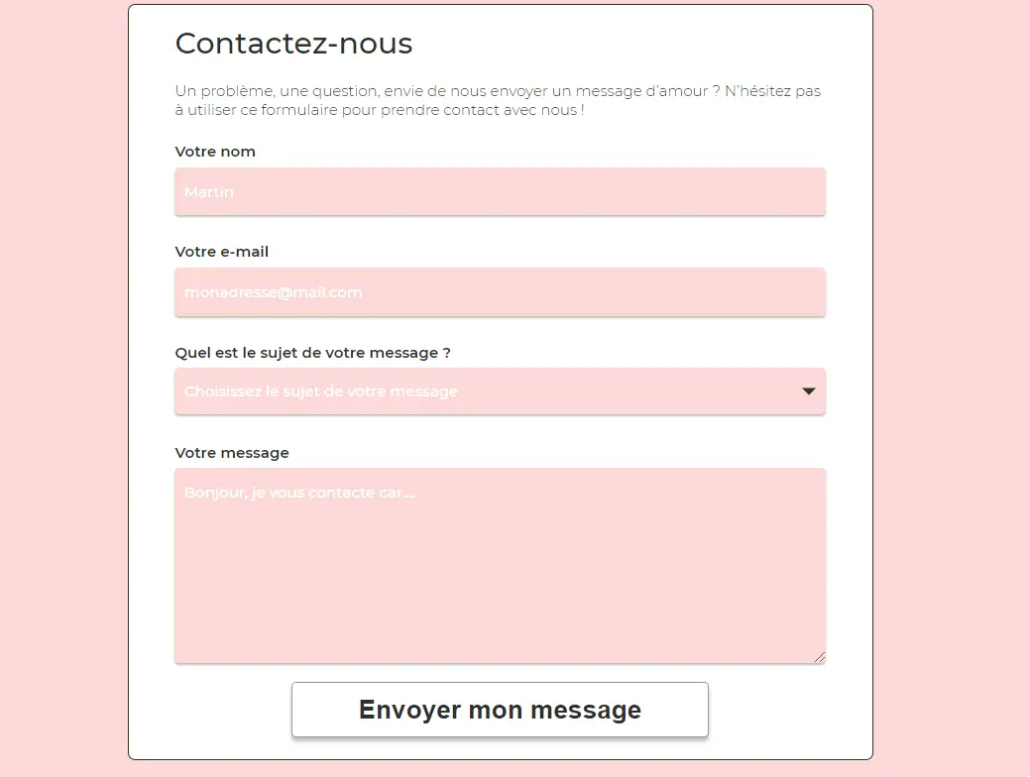 Contactez-nous
Un problème, une question, envie de nous envoyer un message d'amour ? N'hésitez pas
à utiliser ce formulaire pour prendre contact avec nous !
Votre nom
Martin
Votre e-mail
monadresse@mail.com
Quel est le sujet de votre message ?
Choisissez le sujet de votre message
Votre message
Bonjour, je vous contacte car....
Envoyer mon message